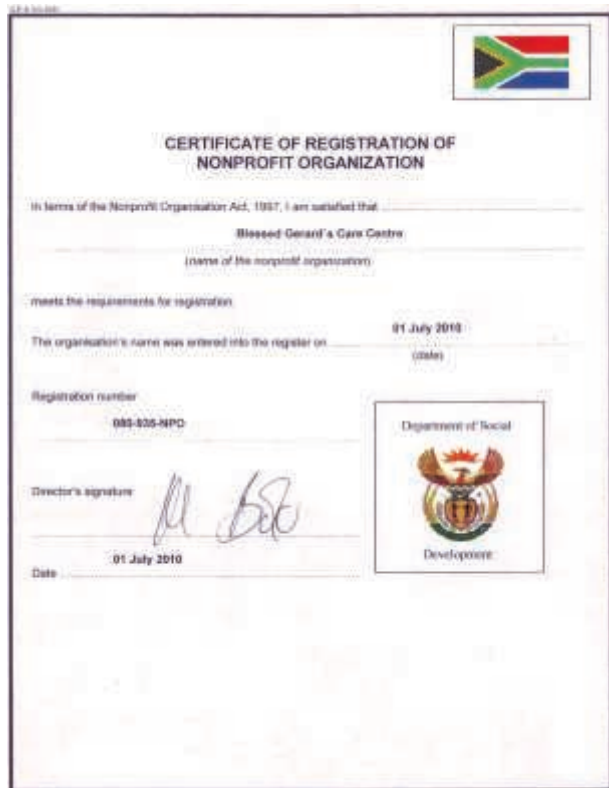 CERTIFICATE OF REGISTRATION OF
NONPROFIT ORGANIZATION
In terms of the Nonprofit Organisation Act, 1997, I am satisfied that
Blessed Gerard's Care Centre
(name of the nonprofit organization)
meets the requirements for registration
The organisation's name was entered into the register on 01 July 2010
(date)
Registration number
Department of Social
Director's signature
Development
01 July 2010
Date